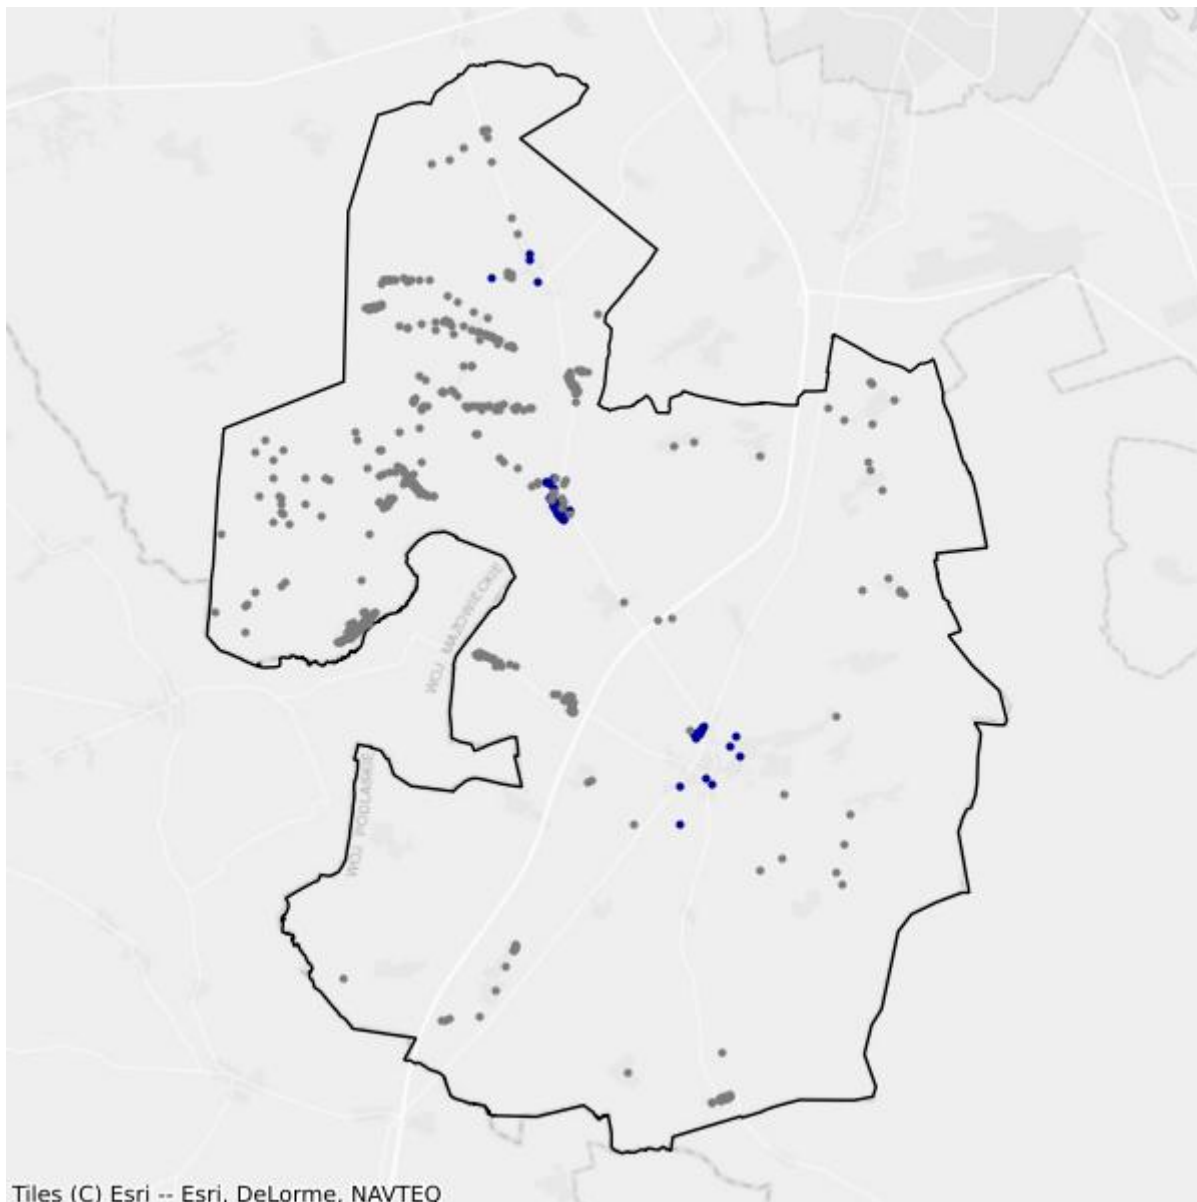 WOJ. MAZOWIECKIE
WOJ. PODLASKIE
Tiles (C) Esri -- Esri, DeLorme, NAVTEQ